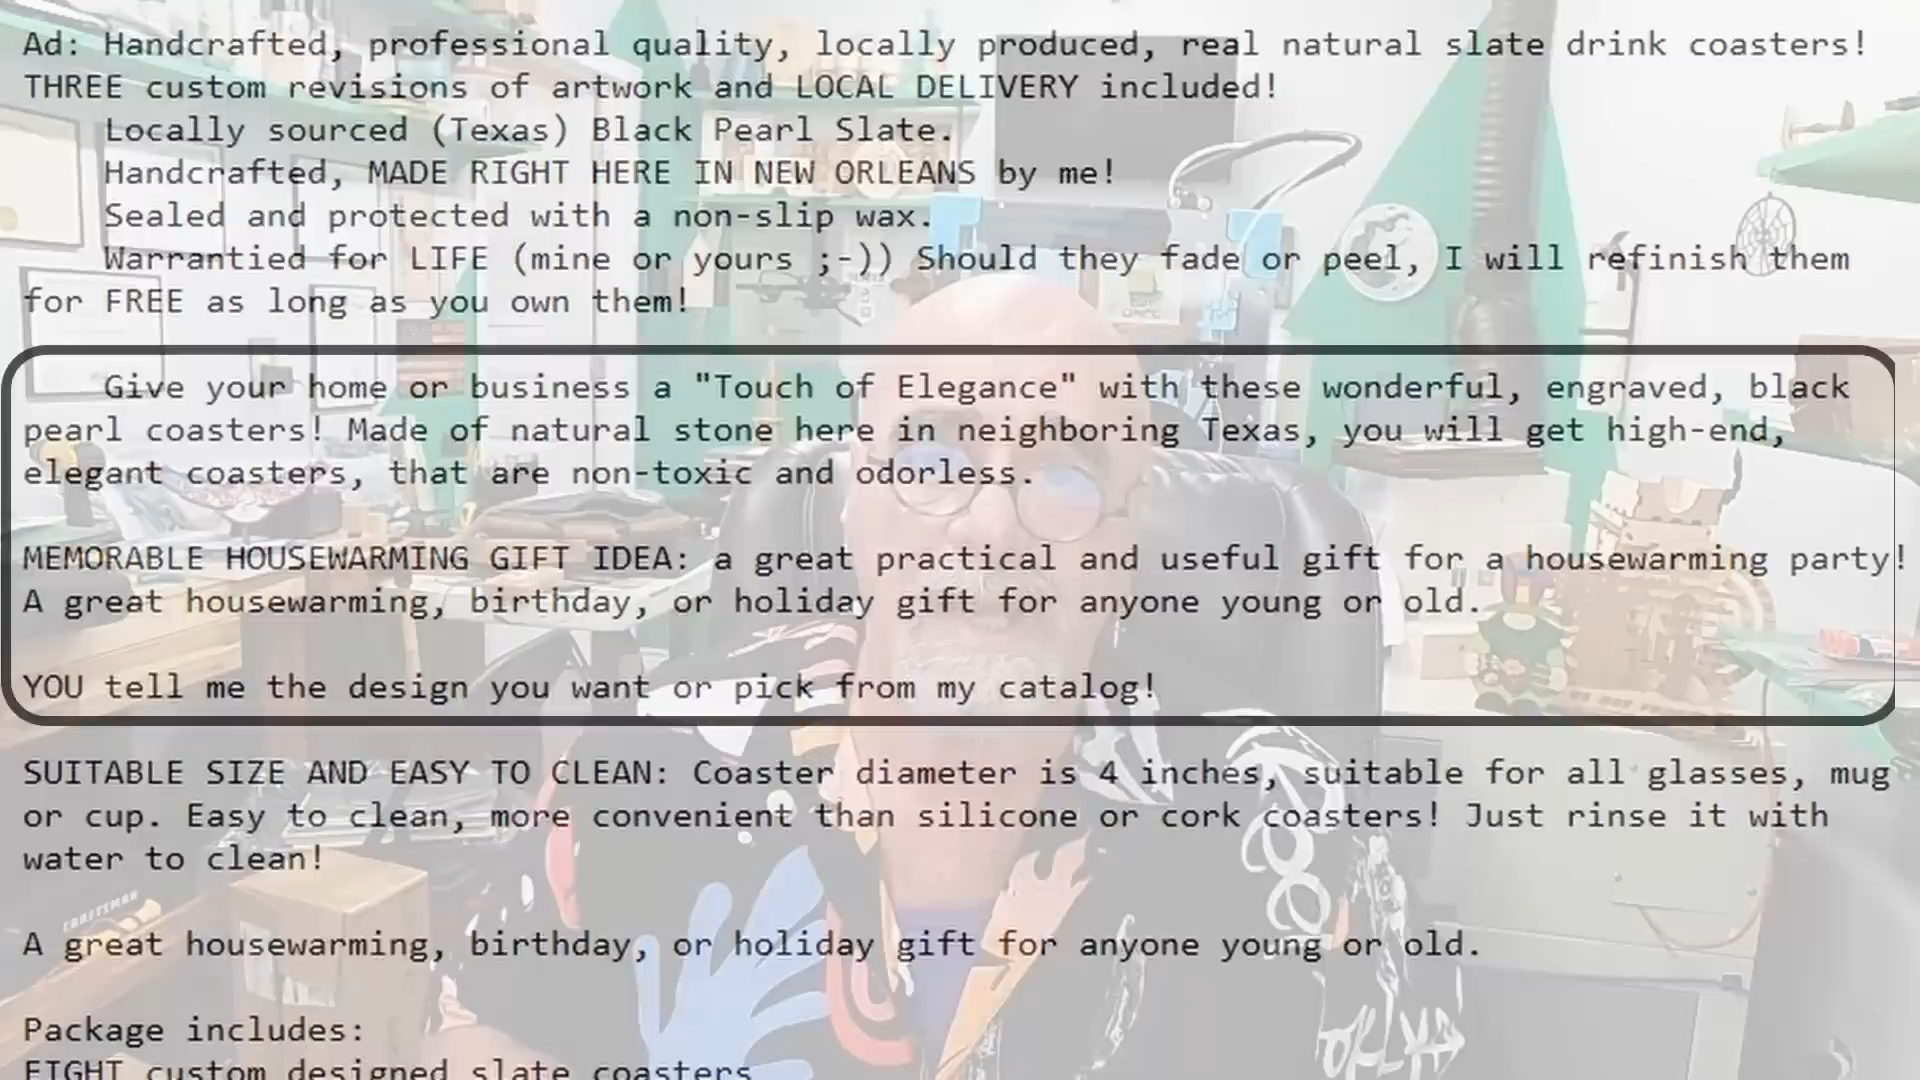 Ad: Handcrafted, professional quality, locally produced, real natural slate drink coasters!
THREE custom revisions of artwork and LOCAL DELIVERY included!
Locally sourced (Texas) Black Pearl Slate.
Handcrafted, MADE RIGHT HERE IN NEW ORLEANS by me!
Sealed and protected with a non-slip wax.
Warrantied for LIFE (mine or yours ;-)) Should they fade or peel, I will refinish them
for FREE as long as you own them!
Give your home or business a "Touch of Elegance" with these wonderful, engraved, black
pearl coasters! Made of natural stone here in neighboring Texas, you will get high-end,
elegant coasters, that are non-toxic and odorless.
MEMORABLE HOUSEWARMING GIFT IDEA: a great practical and useful gift for a housewarming party!
A great housewarming, birthday, or holiday gift for anyone young or old.
YOU tell me the design you want or pick from my catalog!
SUITABLE SIZE AND EASY TO CLEAN: Coaster diameter is 4 inches, suitable for all glasses, mug
or cup. Easy to clean, more convenient than silicone or cork coasters! Just rinse it with
water to clean!
CRAFTSMAN
A great housewarming, birthday, or holiday gift for anyone young or old.
Package includes:
EIGHT custom designed slate coasters